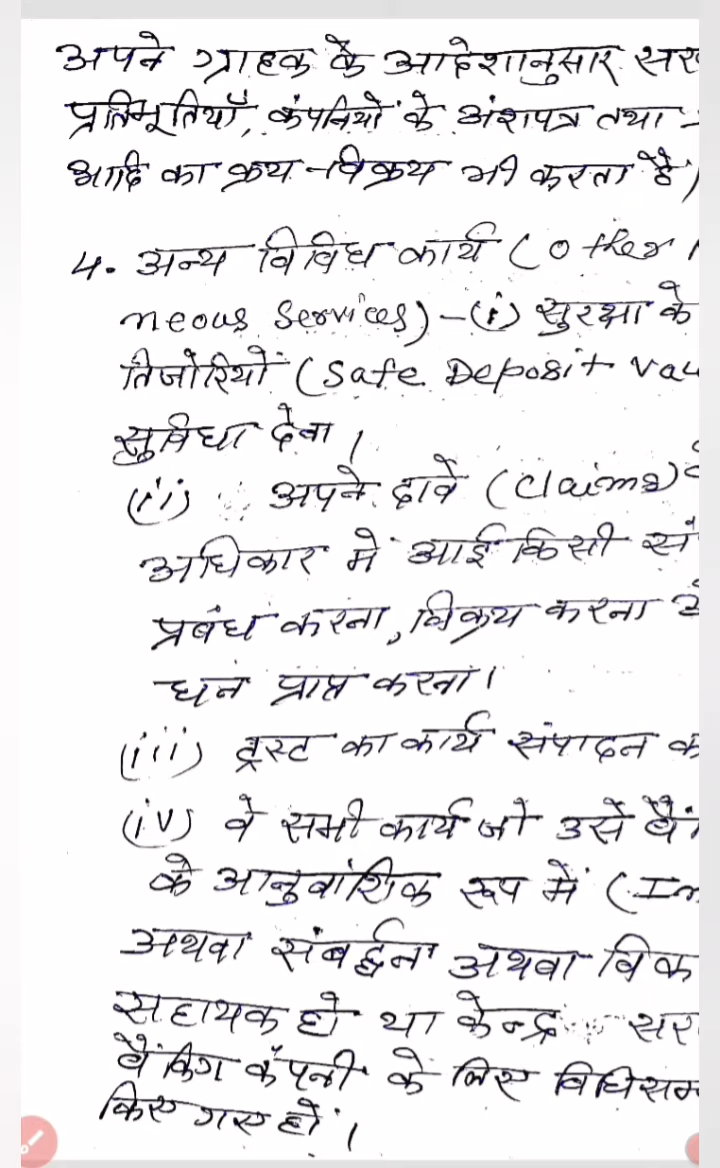 अपने ग्राहक के आदेशानुसार सर
प्रतिभूतियाँ, कंपनियों के अंशपत्र तथा
आदि का क्रय-विक्रय भी करता है।
4. अन्य विविध कार्य (Other
neous Services) – (i) सुरक्षा के
तिजोरियों (Safe Deposit Vau
सुविधा देना।
(ii) अपने दावे (Claims)
अधिकार में आई किसी सं
प्रबंध करना, विक्रय करना
धन प्राप्त करना।
(iii) ट्रस्ट का कार्य संपादन क
(iv) वे सभी कार्य जो उसे बैं
के आनुवांशिक रूप में (In
अथवा संबर्द्धन अथवा विक
सहायक हो या केन्द्र सर
बैंकिंग कंपनी के लिए विधिसम
किए गए हों।